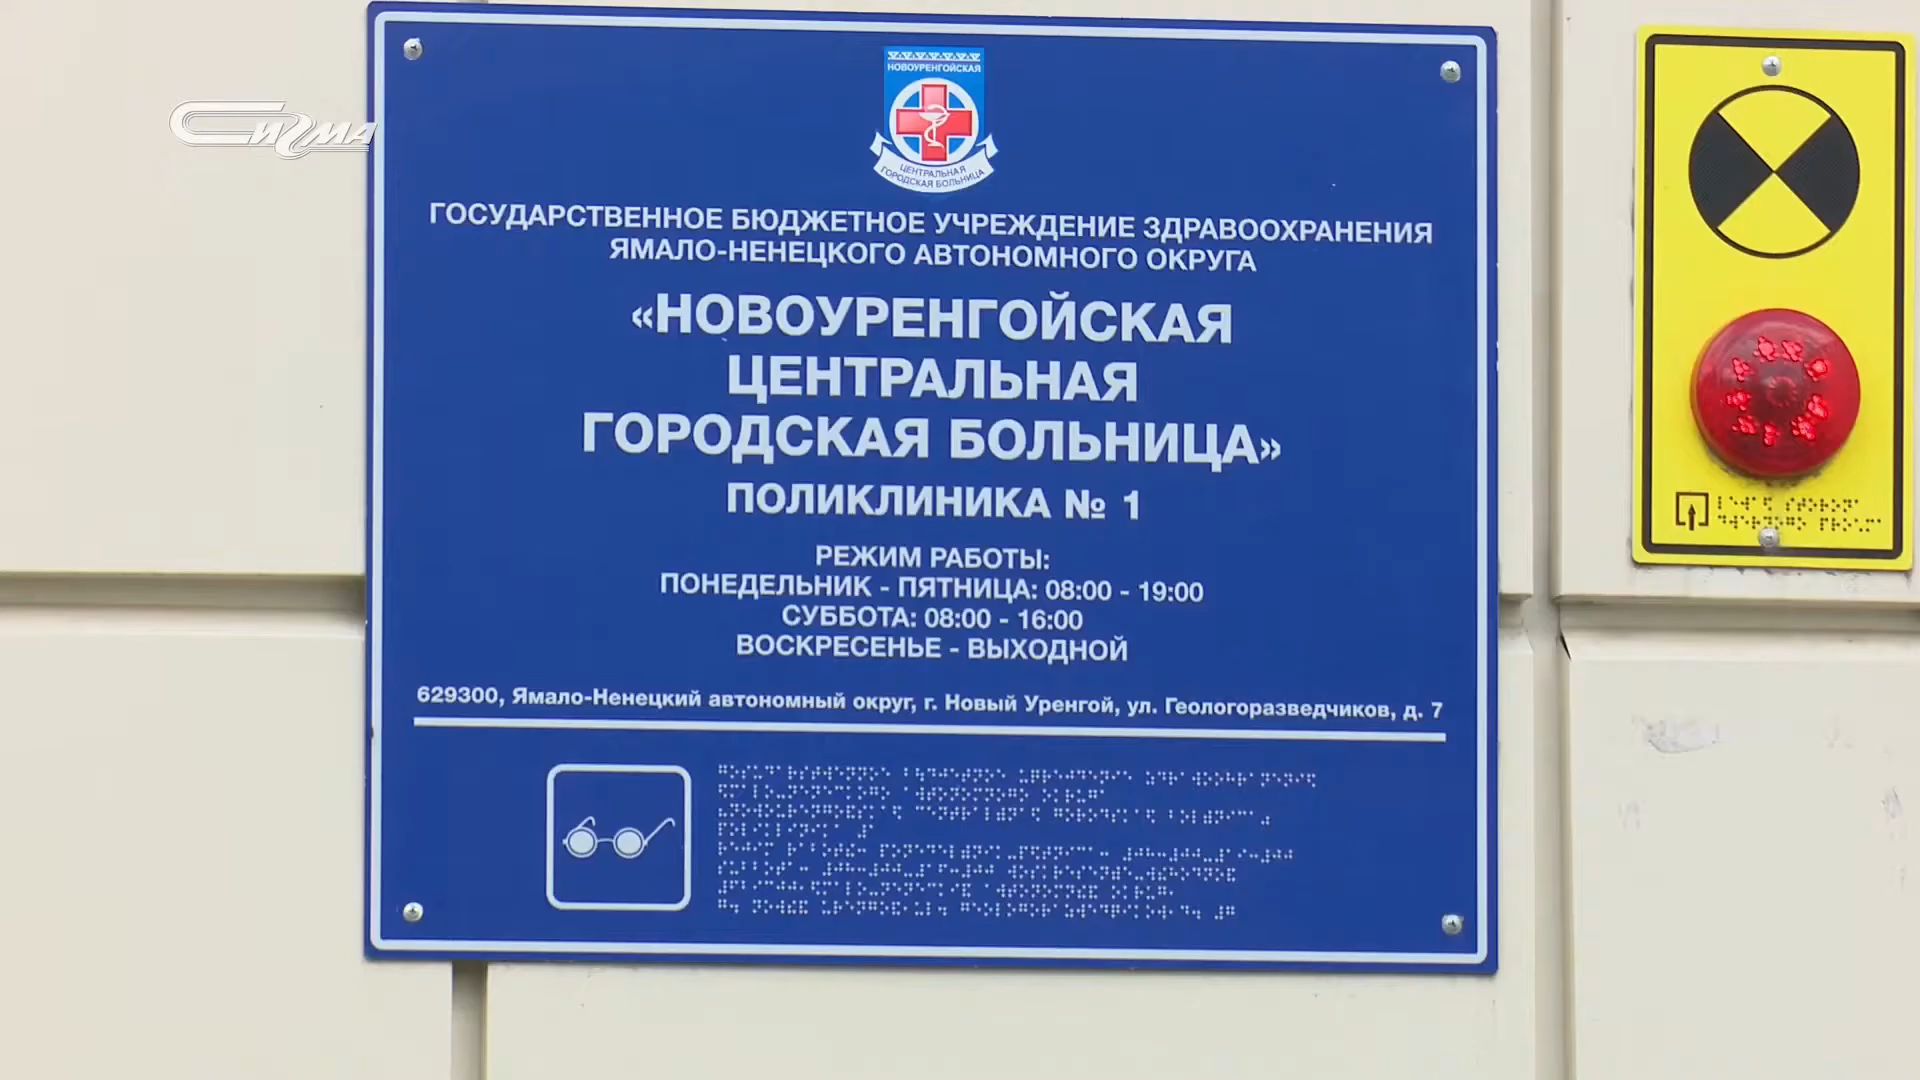 Сигма
НОВОУРЕНГОЙСКАЯ
ЦЕНТРАЛЬНАЯ
ГОРОДСКАЯ БОЛЬНИЦА
ГОСУДАРСТВЕННОЕ БЮДЖЕТНОЕ УЧРЕЖДЕНИЕ ЗДРАВООХРАНЕНИЯ
ЯМАЛО-НЕНЕЦКОГО АВТОНОМНОГО ОКРУГА
«НОВОУРЕНГОЙСКАЯ
ЦЕНТРАЛЬНАЯ
ГОРОДСКАЯ БОЛЬНИЦА»
ПОЛИКЛИНИКА № 1
РЕЖИМ РАБОТЫ:
ПОНЕДЕЛЬНИК - ПЯТНИЦА: 08:00 - 19:00
СУББОТА: 08:00 - 16:00
ВОСКРЕСЕНЬЕ - ВЫХОДНОЙ
629300, Ямало-Ненецкий автономный округ, г. Новый Уренгой, ул. Геологоразведчиков, д. 7